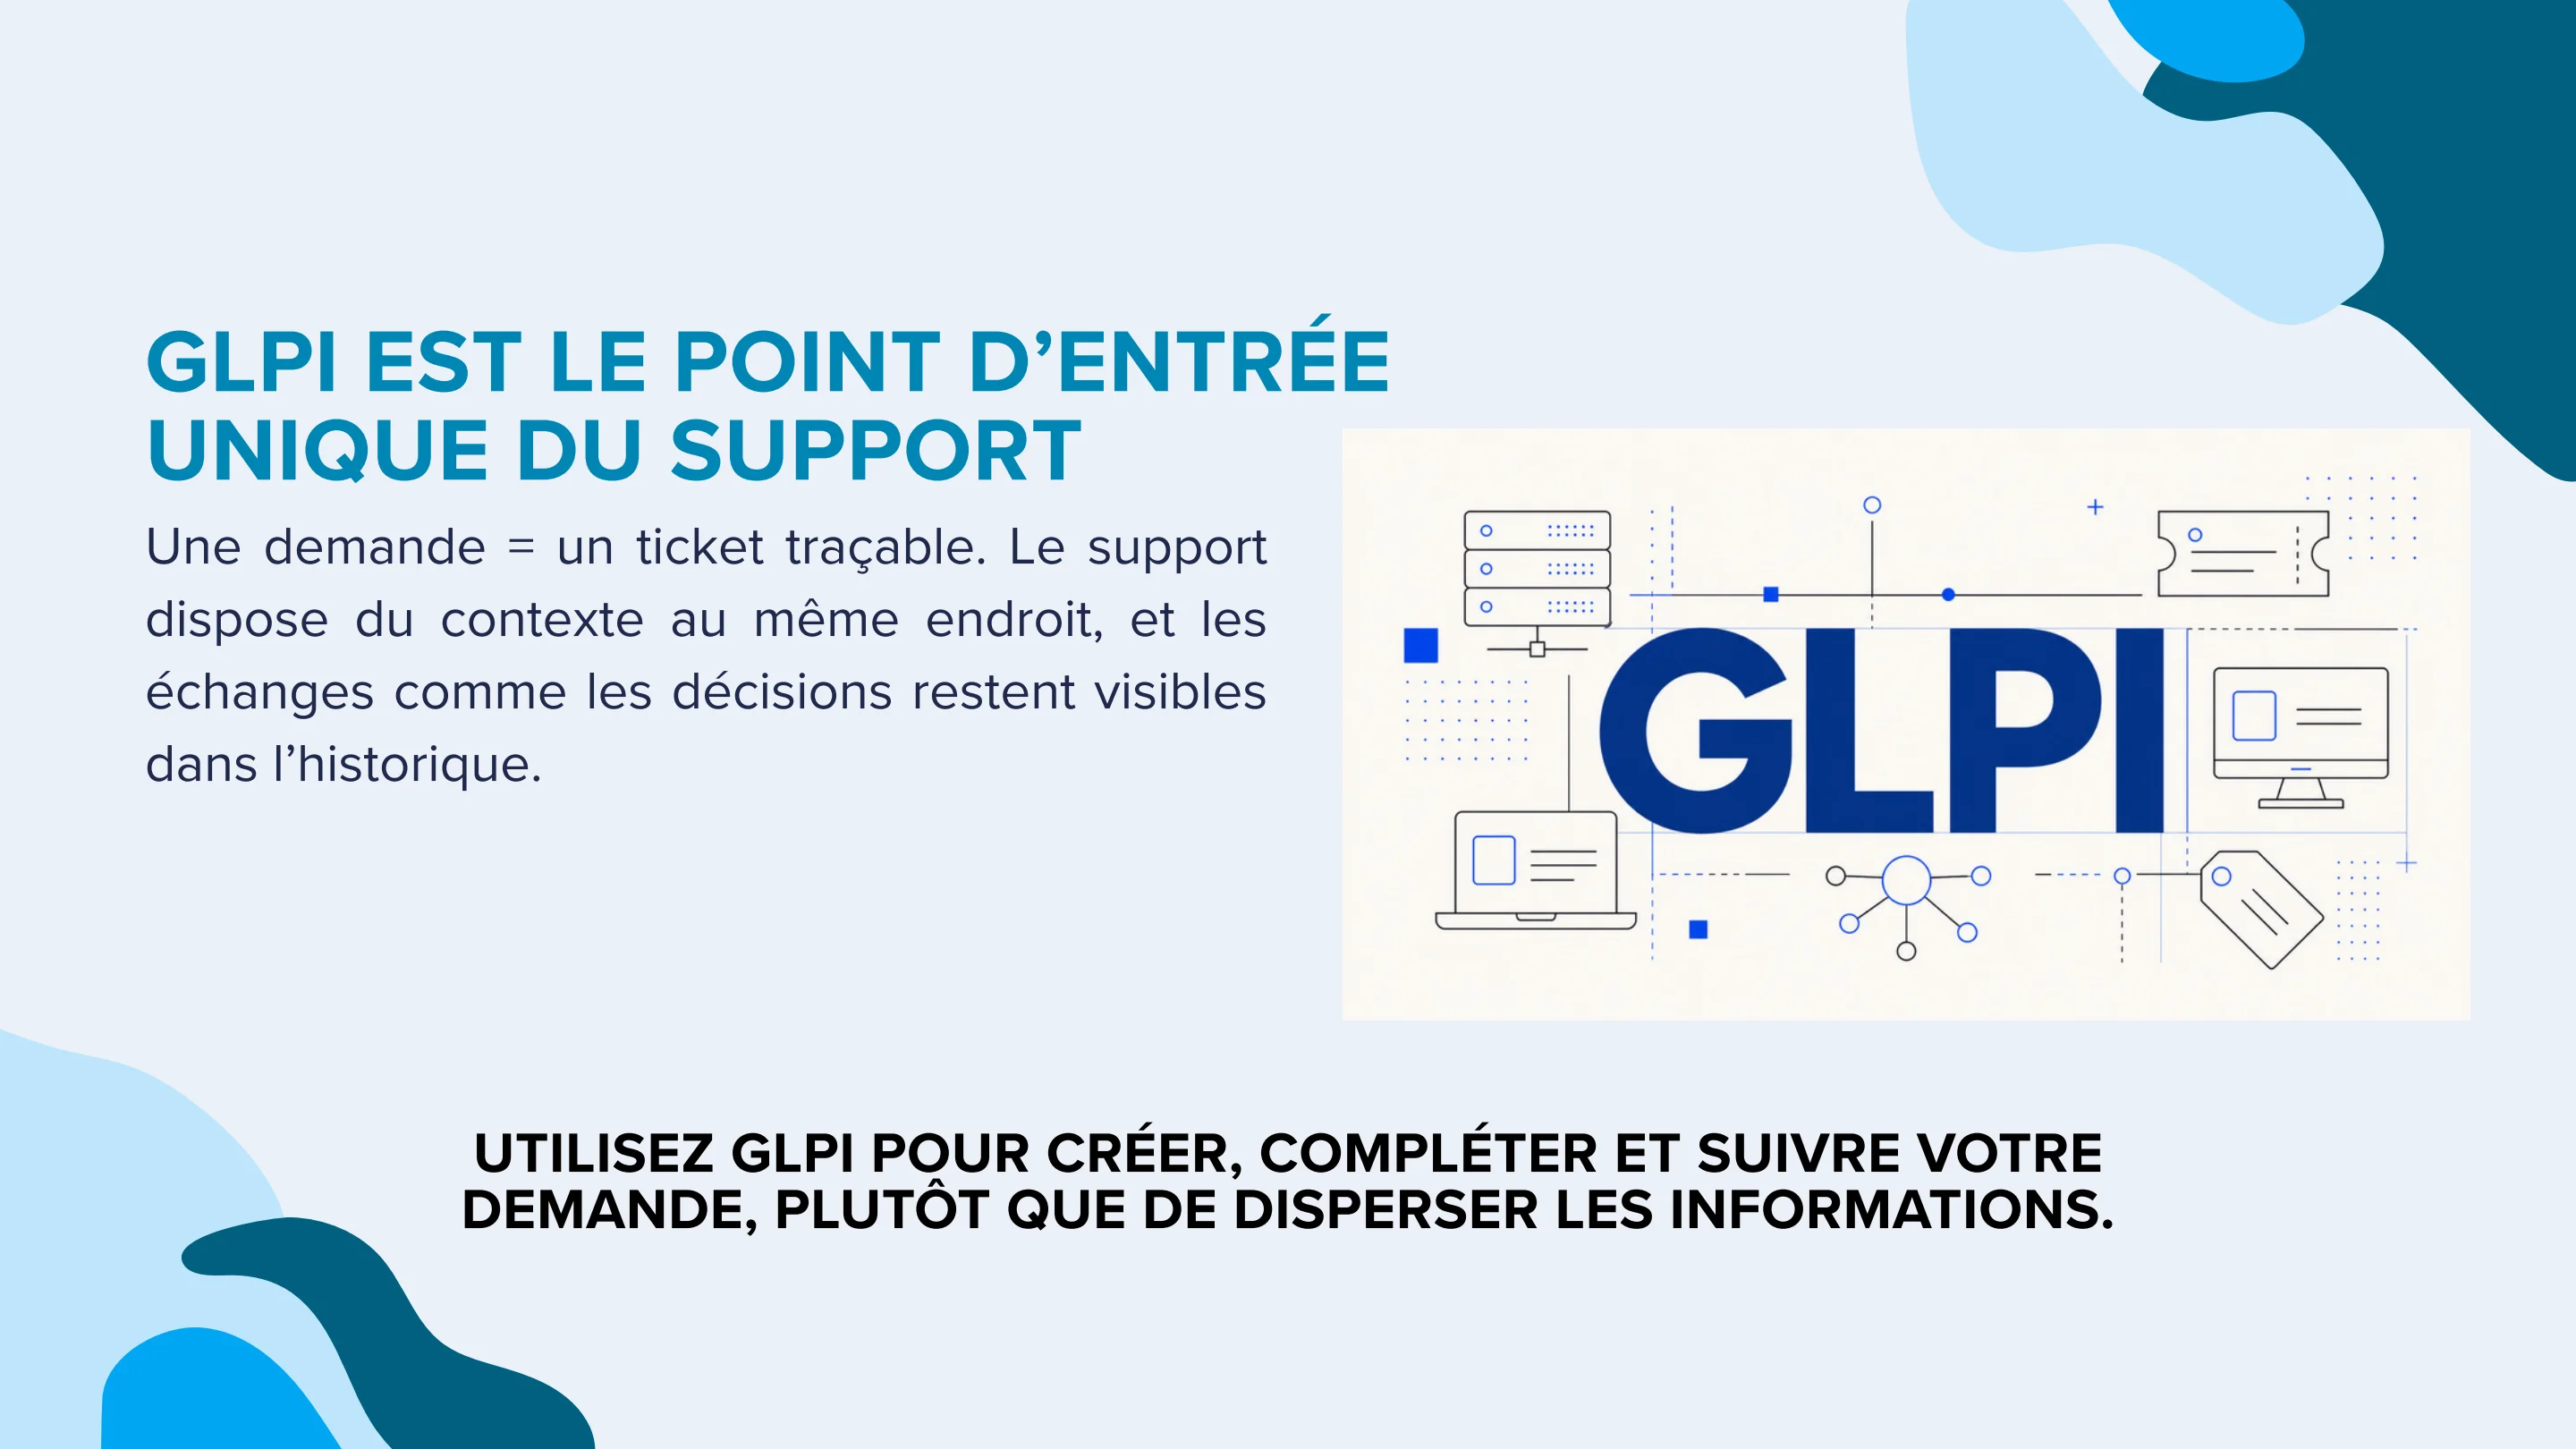 GLPI EST LE POINT D’ENTRÉE
UNIQUE DU SUPPORT
Une demande = un ticket traçable. Le support
dispose du contexte au même endroit, et les
échanges comme les décisions restent visibles
dans l’historique.
GLPI
UTILISEZ GLPI POUR CRÉER, COMPLÉTER ET SUIVRE VOTRE
DEMANDE, PLUTÔT QUE DE DISPERSER LES INFORMATIONS.